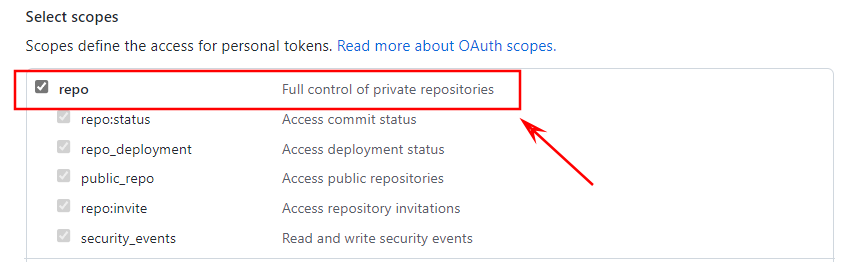 Select scopes
Scopes define the access for personal tokens. Read more about OAuth scopes.
repo Full control of private repositories
repo:status Access commit status
repo_deployment Access deployment status
public_repo Access public repositories
repo:invite Access repository invitations
security_events Read and write security events